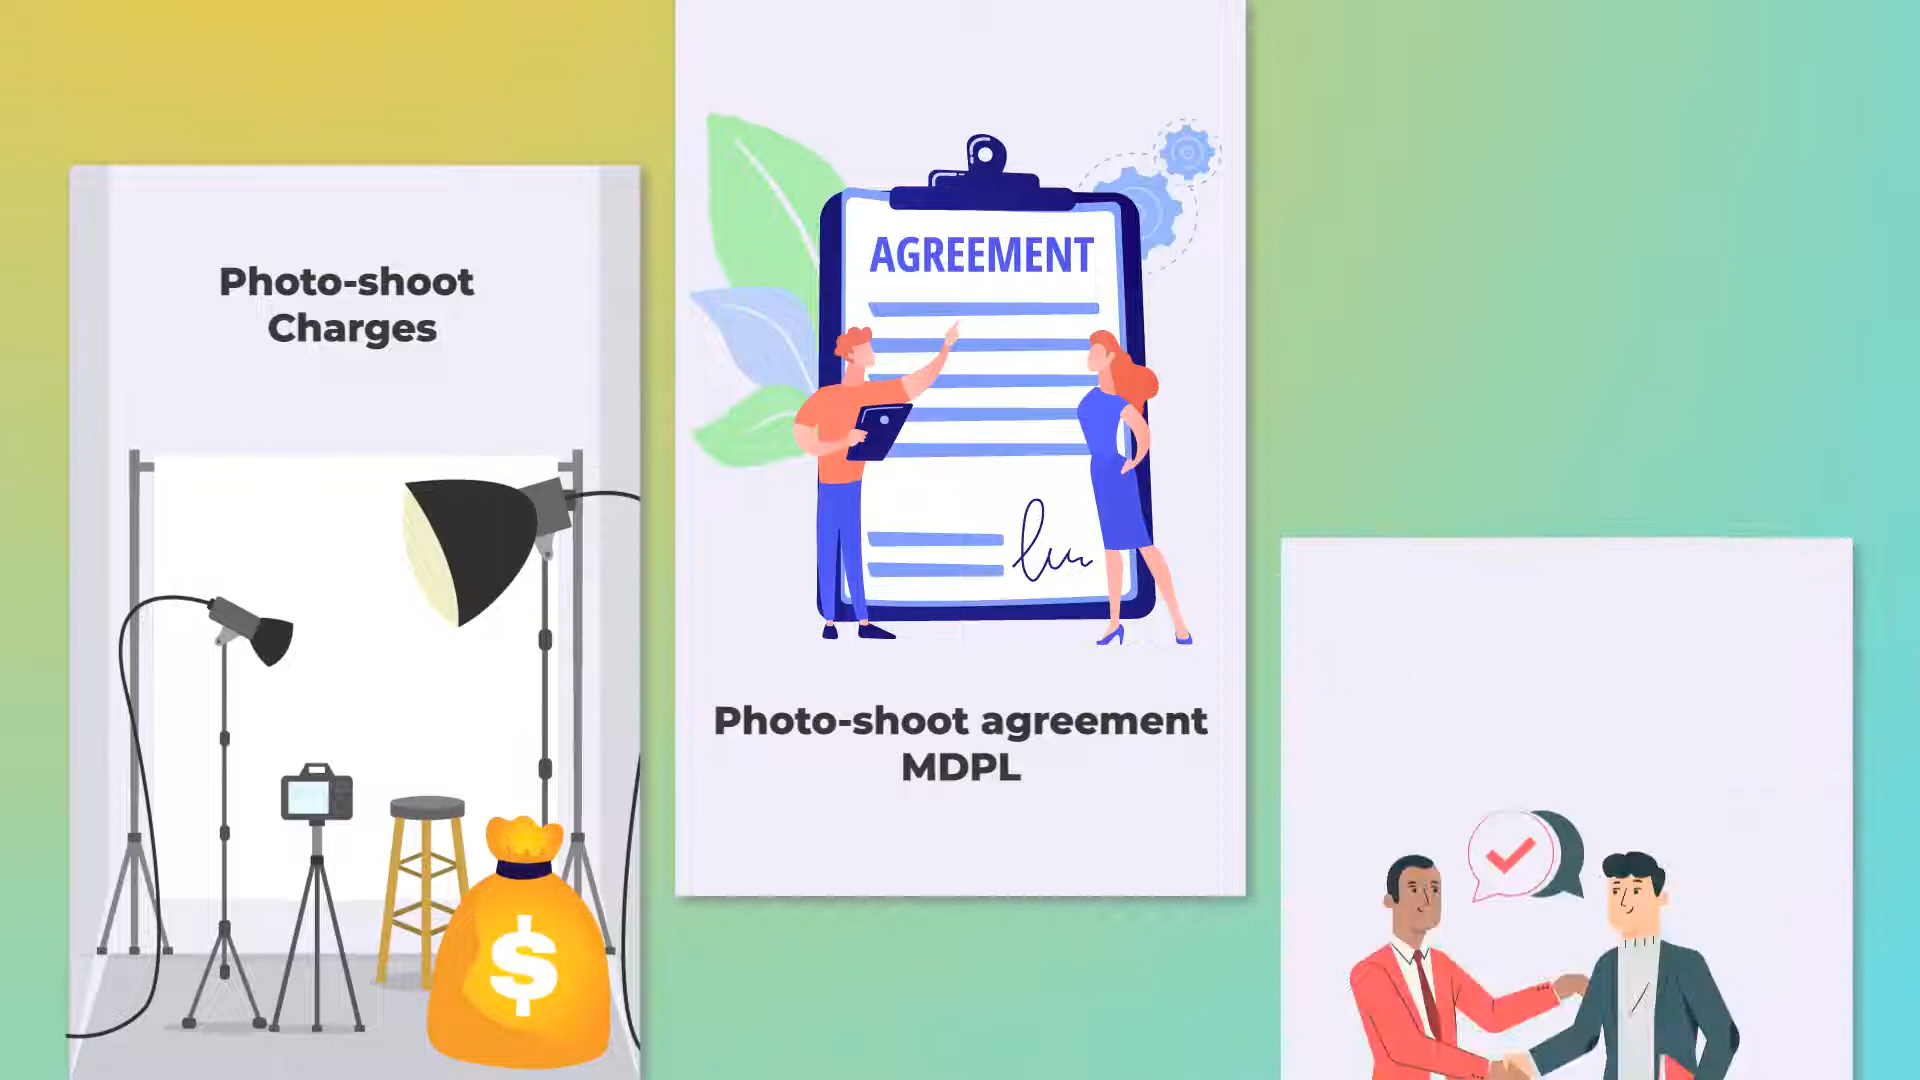 Photo-shoot
Charges
$
AGREEMENT
Photo-shoot agreement
MDPL